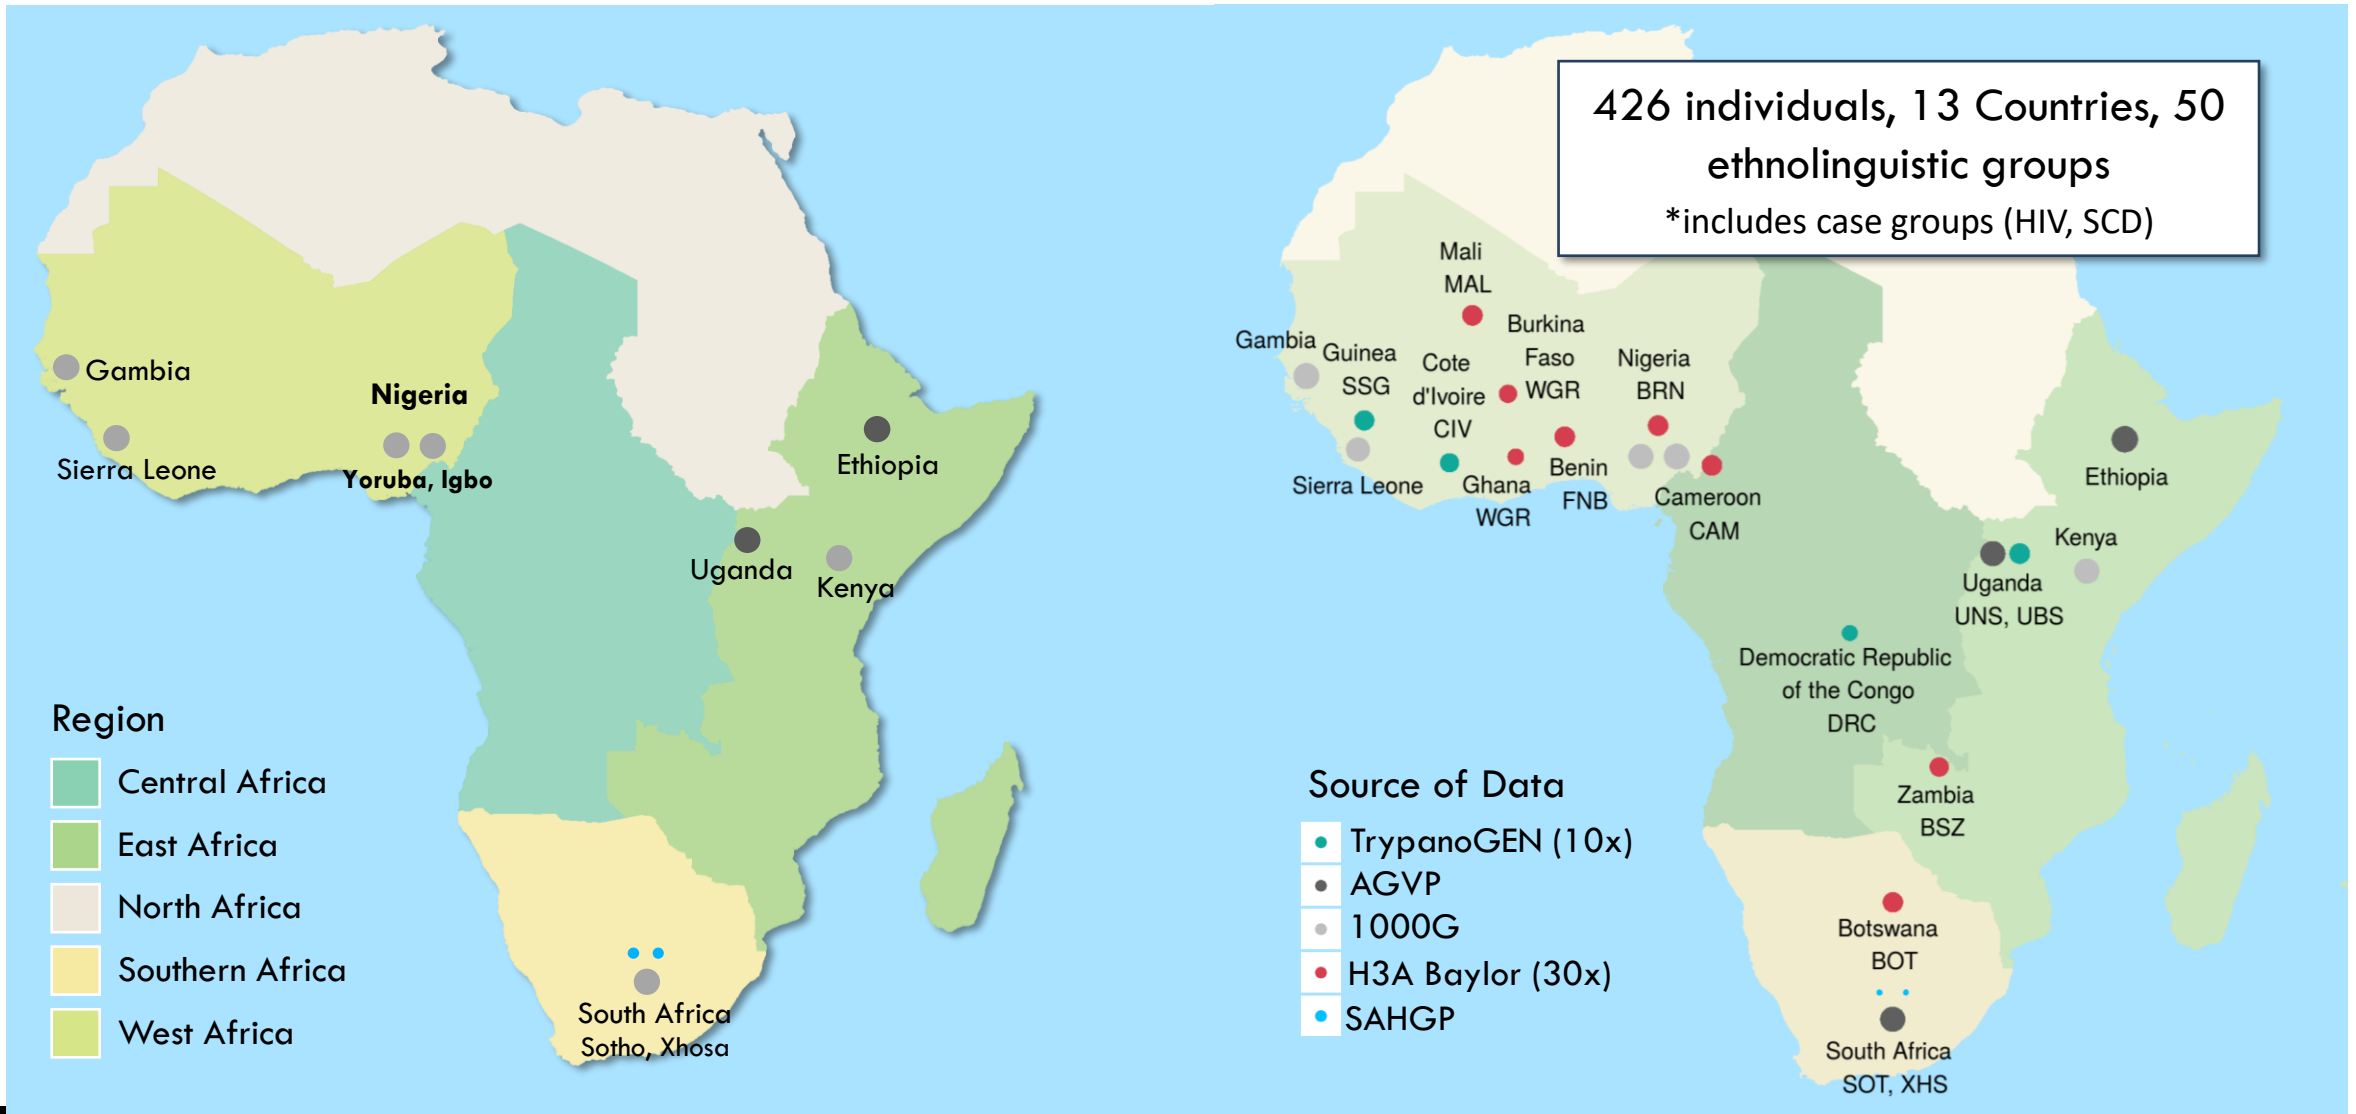 Gambia
Sierra Leone
Nigeria
Yoruba, Igbo
Ethiopia
Uganda
Kenya
South Africa
Sotho, Xhosa
Region
Central Africa
East Africa
North Africa
Southern Africa
West Africa
426 individuals, 13 Countries, 50
ethnolinguistic groups
*includes case groups (HIV, SCD)
Mali
MAL
Gambia
Guinea
SSG
Sierra Leone
Cote
d'Ivoire
CIV
Burkina
Faso
WGR
Ghana
WGR
Benin
FNB
Nigeria
BRN
Cameroon
CAM
Ethiopia
Kenya
Uganda
UNS, UBS
Democratic Republic
of the Congo
DRC
Zambia
BSZ
Botswana
BOT
South Africa
SOT, XHS
Source of Data
TrypanoGEN (10x)
AGVP
1000G
H3A Baylor (30x)
SAHGP